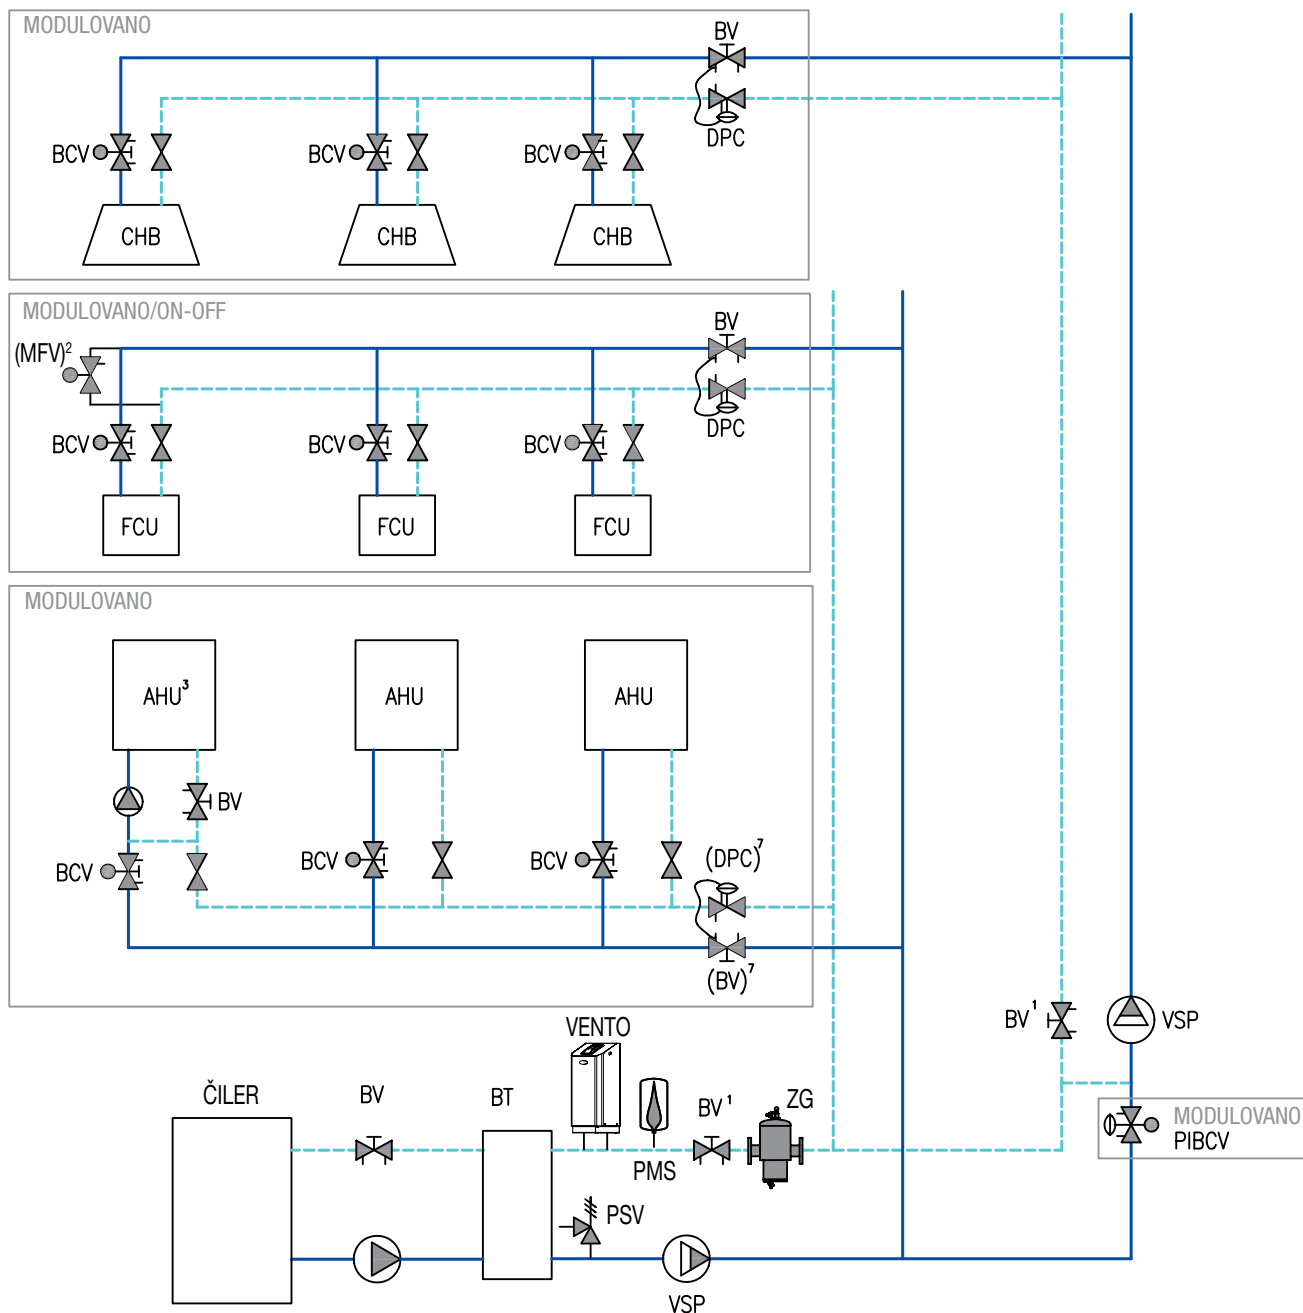 MODULOVANO
BV
DPC
BCV
BCV
BCV
CHB
CHB
CHB
MODULOVANO/ON-OFF
(MFV)²
BV
DPC
BCV
BCV
BCV
FCU
FCU
FCU
MODULOVANO
AHU³
AHU
AHU
BV
BCV
BCV
BCV
(DPC)⁷
(BV)⁷
BV¹
VSP
VENTO
ČILER
BV
BT
PMS
BV¹
ZG
MODULOVANO
PIBCV
PSV
VSP